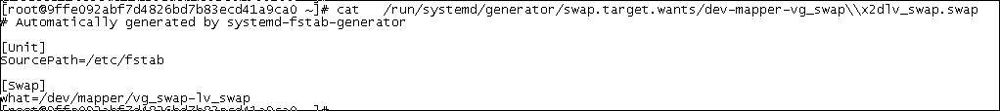 [root@9ffe092abf7d4826bd7b83ecd41a9ca0 ~]# cat /run/systemd/generator/swap.target.wants/dev-mapper-vg_swap\\x2dlv_swap.swap
# Automatically generated by systemd-fstab-generator
[Unit]
SourcePath=/etc/fstab
[Swap]
What=/dev/mapper/vg_swap-lv_swap